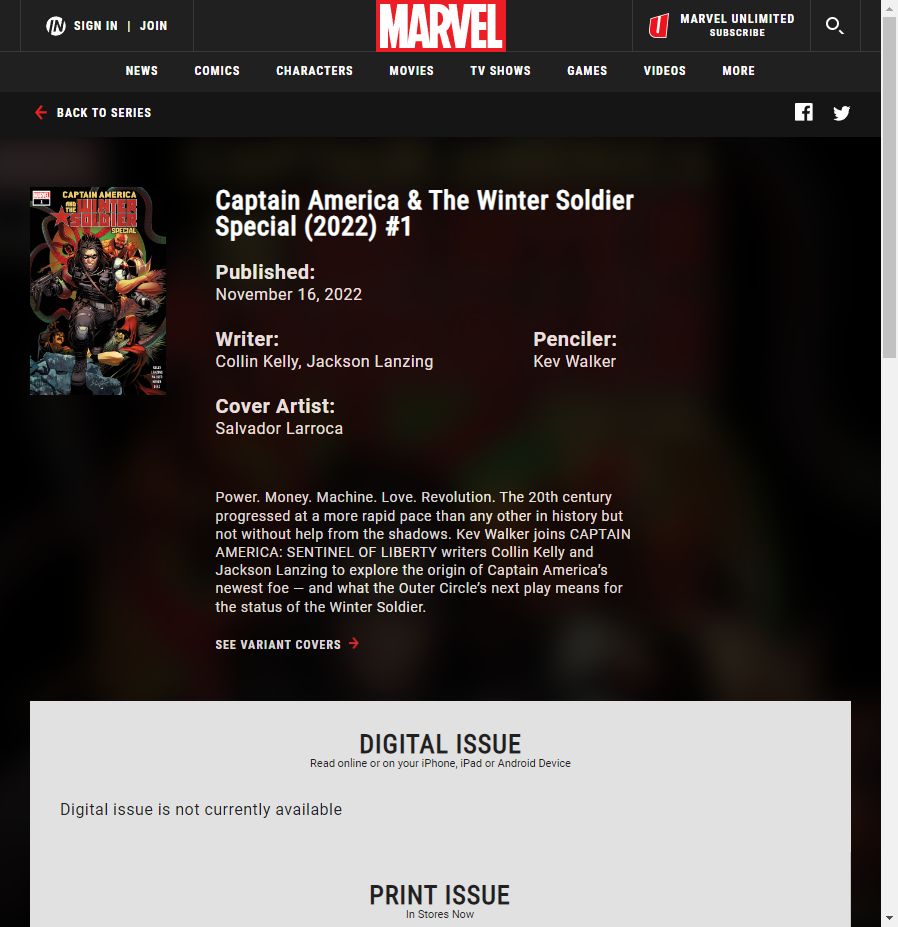 SIGN IN | JOIN
MARVEL
MARVEL UNLIMITED
SUBSCRIBE
NEWS
COMICS
CHARACTERS
MOVIES
TV SHOWS
GAMES
VIDEOS
MORE
BACK TO SERIES
MARVEL
1
CAPTAIN AMERICA
AND THE
WINTER
SOLDIER
SPECIAL
Captain America & The Winter Soldier
Special (2022) #1
Published:
November 16, 2022
Writer:
Collin Kelly, Jackson Lanzing
Penciler:
Kev Walker
Cover Artist:
Salvador Larroca
Power. Money. Machine. Love. Revolution. The 20th century
progressed at a more rapid pace than any other in history but
not without help from the shadows. Kev Walker joins CAPTAIN
AMERICA: SENTINEL OF LIBERTY writers Collin Kelly and
Jackson Lanzing to explore the origin of Captain America’s
newest foe — and what the Outer Circle’s next play means for
the status of the Winter Soldier.
SEE VARIANT COVERS
DIGITAL ISSUE
Read online or on your iPhone, iPad or Android Device
Digital issue is not currently available
PRINT ISSUE
In Stores Now